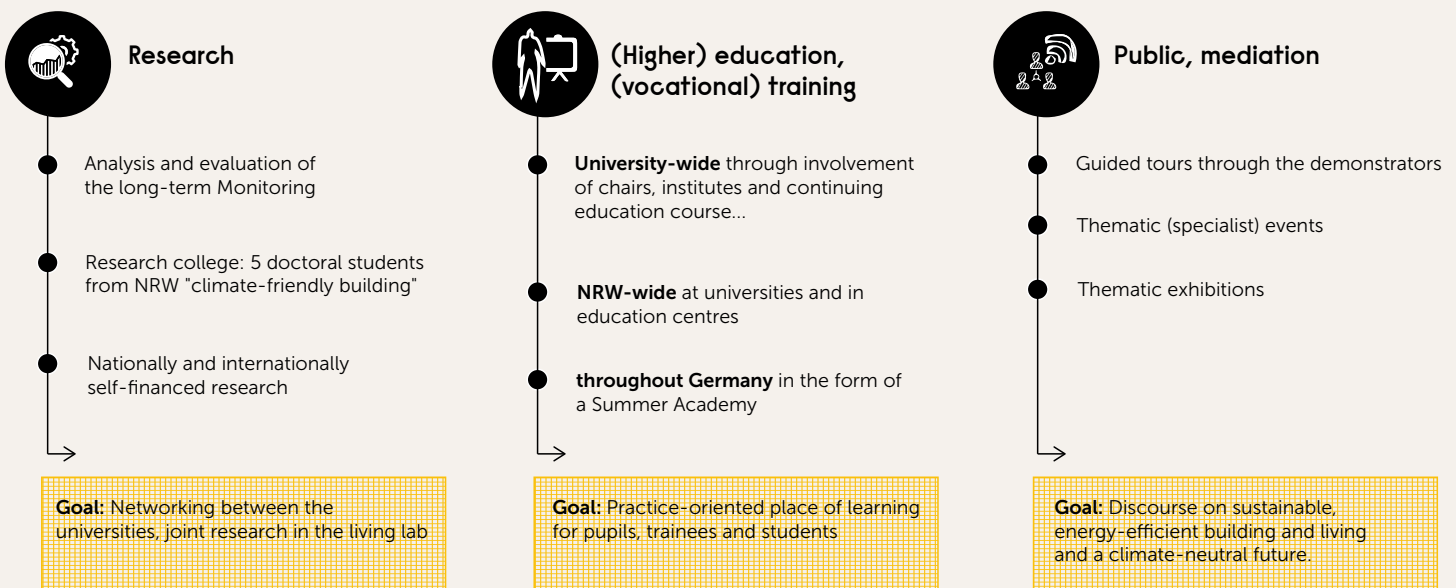 Research
Analysis and evaluation of
the long-term Monitoring
Research college: 5 doctoral students
from NRW "climate-friendly building"
Nationally and internationally
self-financed research
Goal: Networking between the
universities, joint research in the living lab
(Higher) education,
(vocational) training
University-wide through involvement
of chairs, institutes and continuing
education course...
NRW-wide at universities and in
education centres
throughout Germany in the form of
a Summer Academy
Goal: Practice-oriented place of learning
for pupils, trainees and students
Public, mediation
Guided tours through the demonstrators
Thematic (specialist) events
Thematic exhibitions
Goal: Discourse on sustainable,
energy-efficient building and living
and a climate-neutral future.